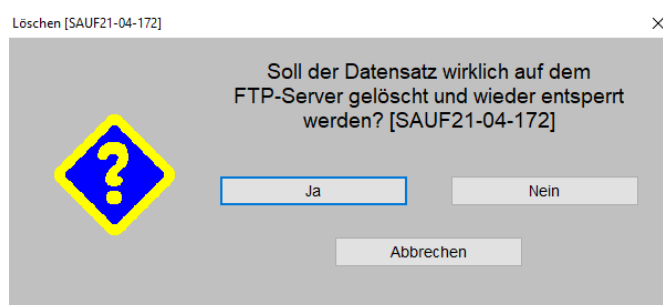 Löschen [SAUF21-04-172]
Soll der Datensatz wirklich auf dem
FTP-Server gelöscht und wieder entsperrt
werden? [SAUF21-04-172]
Ja
Nein
Abbrechen